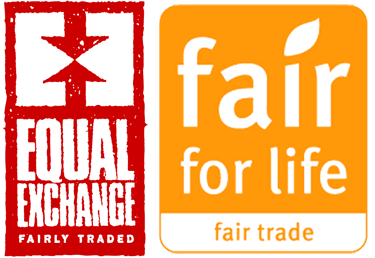 EQUAL
EXCHANGE
FAIRLY TRADED
fair
for life
fair trade